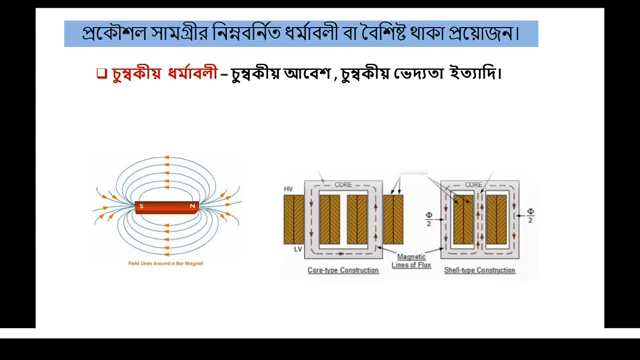 প্রকৌশল সামগ্রীর নিম্নবর্নিত ধর্মাবলী বা বৈশিষ্ট থাকা প্রয়োজন।
❑ চুম্বকীয় ধর্মাবলী – চুম্বকীয় আবেশ , চুম্বকীয় ভেদ্যতা ইত্যাদি।
S N
Field Lines Around a Bar Magnet
HV
LV
CORE
Core-type Construction
Magnetic
Lines of Flux
CORE
Φ/2
Φ/2
Shell-type Construction